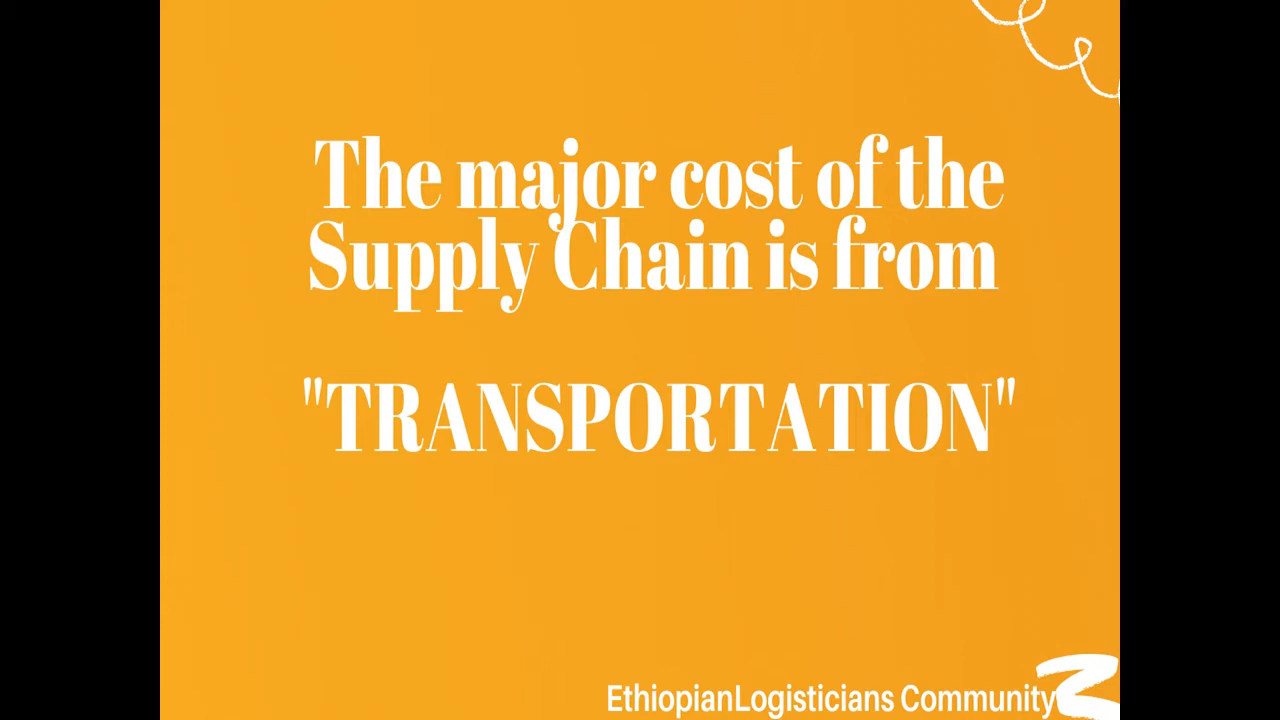 The major cost of the
Supply Chain is from
"TRANSPORTATION"
EthiopianLogisticians Community